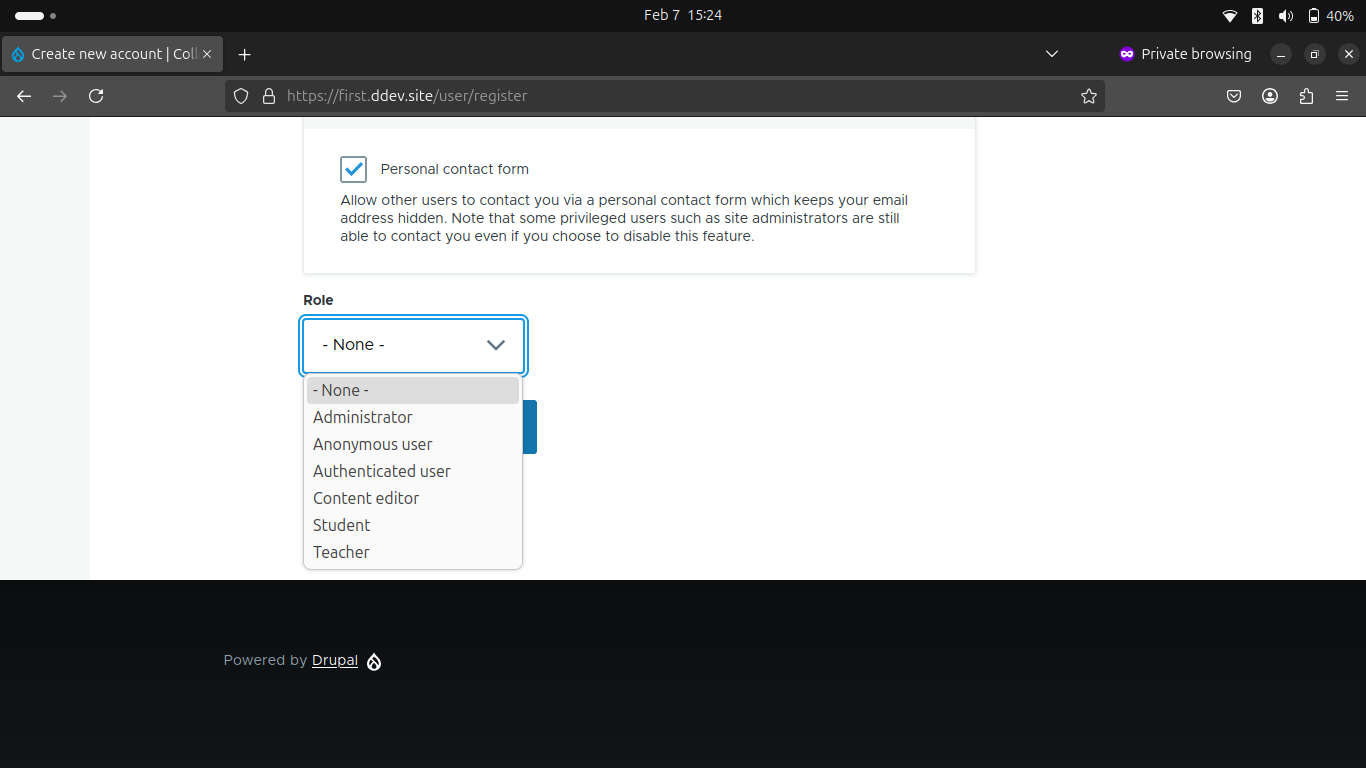 Feb 7 15:24
40%
Create new account | Coll
Private browsing
https://first.ddev.site/user/register
Personal contact form
Allow other users to contact you via a personal contact form which keeps your email
address hidden. Note that some privileged users such as site administrators are still
able to contact you even if you choose to disable this feature.
Role
- None -
- None -
Administrator
Anonymous user
Authenticated user
Content editor
Student
Teacher
Powered by Drupal